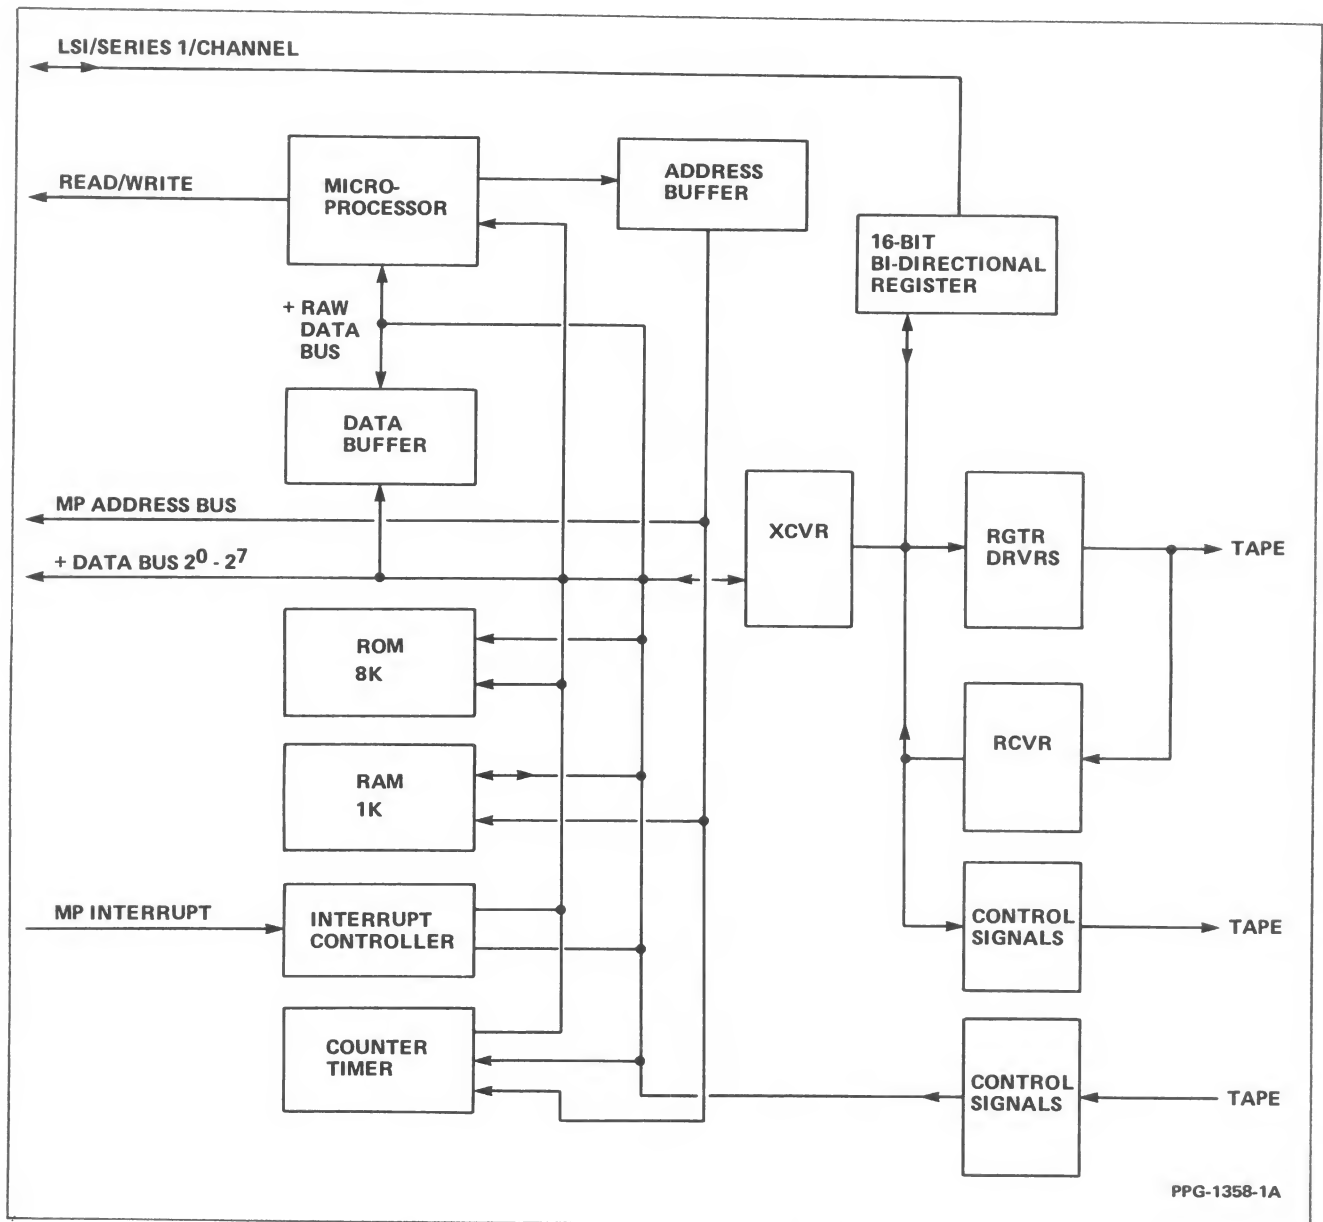 LSI/SERIES 1/CHANNEL
READ/WRITE
MICRO-
PROCESSOR
ADDRESS
BUFFER
16-BIT
BI-DIRECTIONAL
REGISTER
+ RAW
DATA
BUS
DATA
BUFFER
MP ADDRESS BUS
+ DATA BUS 2⁰ - 2⁷
XCVR
RGTR
DRVRS
TAPE
ROM
8K
RCVR
RAM
1K
MP INTERRUPT
INTERRUPT
CONTROLLER
CONTROL
SIGNALS
TAPE
COUNTER
TIMER
CONTROL
SIGNALS
TAPE
PPG-1358-1A